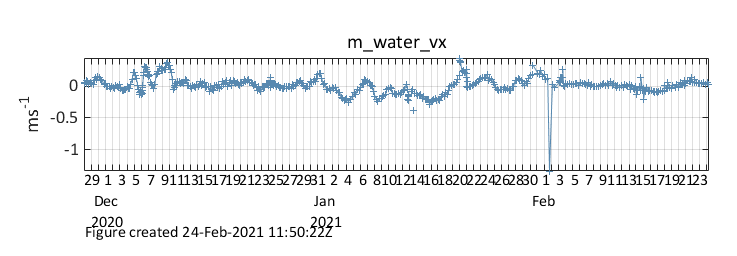 m_water_vx
ms-1
0
-0.5
-1
29 1 3 5 7 9 11 13 15 17 19 21 23 25 27 29 31 2 4 6 8 10 12 14 16 18 20 22 24 26 28 30 1 3 5 7 9 11 13 15 17 19 21 23
Dec Jan Feb
2020 2021
Figure created 24-Feb-2021 11:50:22Z